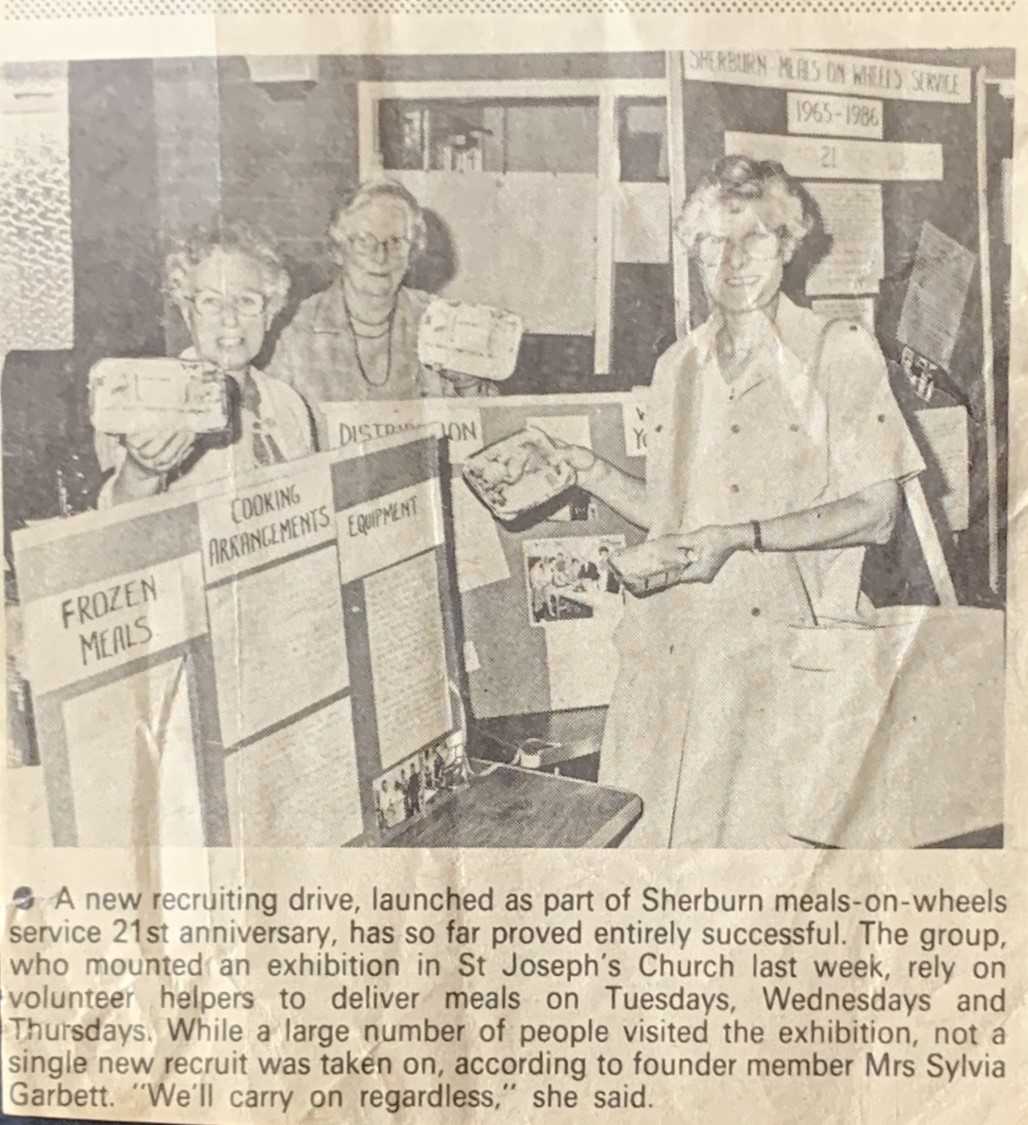 SHERBURN MEALS ON WHEELS SERVICE
1965-1986
21
DISTRIBUTION
COOKING
ARRANGEMENTS
EQUIPMENT
FROZEN
MEALS
A new recruiting drive, launched as part of Sherburn meals-on-wheels
service 21st anniversary, has so far proved entirely successful. The group,
who mounted an exhibition in St Joseph's Church last week, rely on
volunteer helpers to deliver meals on Tuesdays, Wednesdays and
Thursdays. While a large number of people visited the exhibition, not a
single new recruit was taken on, according to founder member Mrs Sylvia
Garbett. "We'll carry on regardless," she said.